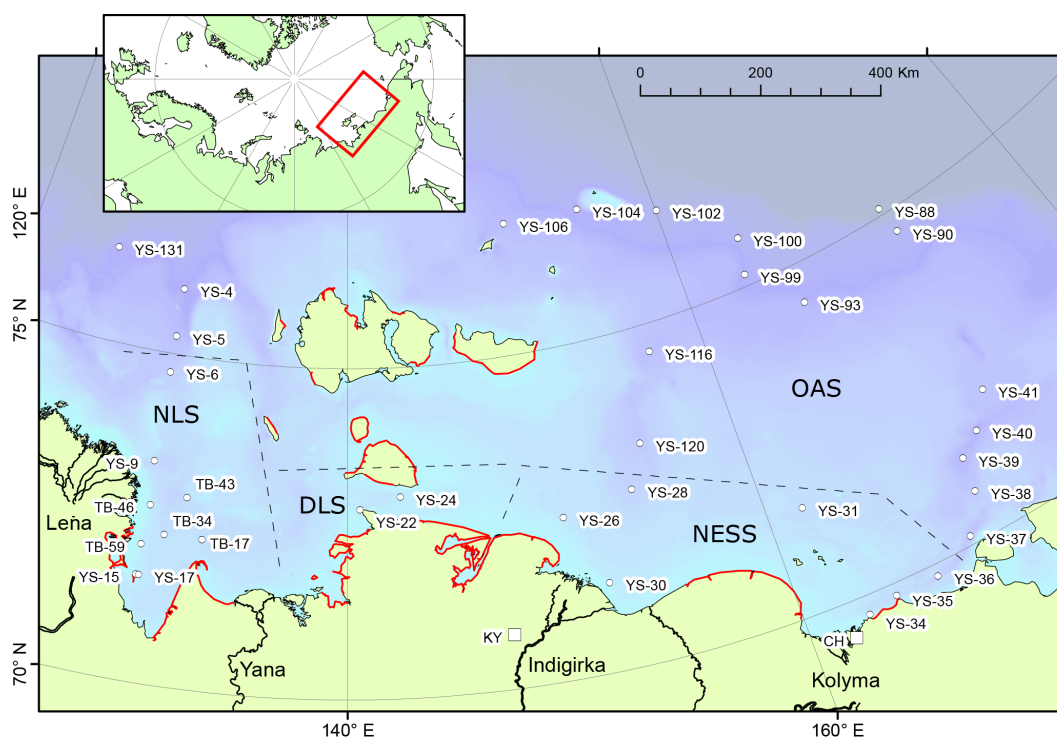 0 200 400 Km
120° E
YS-104
YS-102
YS-88
YS-106
YS-100
YS-90
YS-131
YS-99
YS-4
YS-93
75° N
YS-5
YS-116
YS-6
OAS
YS-41
NLS
YS-40
YS-120
YS-39
YS-9
TB-43
YS-28
YS-38
YS-24
TB-46
DLS
YS-31
Lena
TB-34
YS-22
YS-26
NESS
YS-37
TB-59
TB-17
YS-15
YS-17
YS-30
YS-36
YS-35
YS-34
KY
CH
70° N
Yana
Indigirka
Kolyma
140° E
160° E